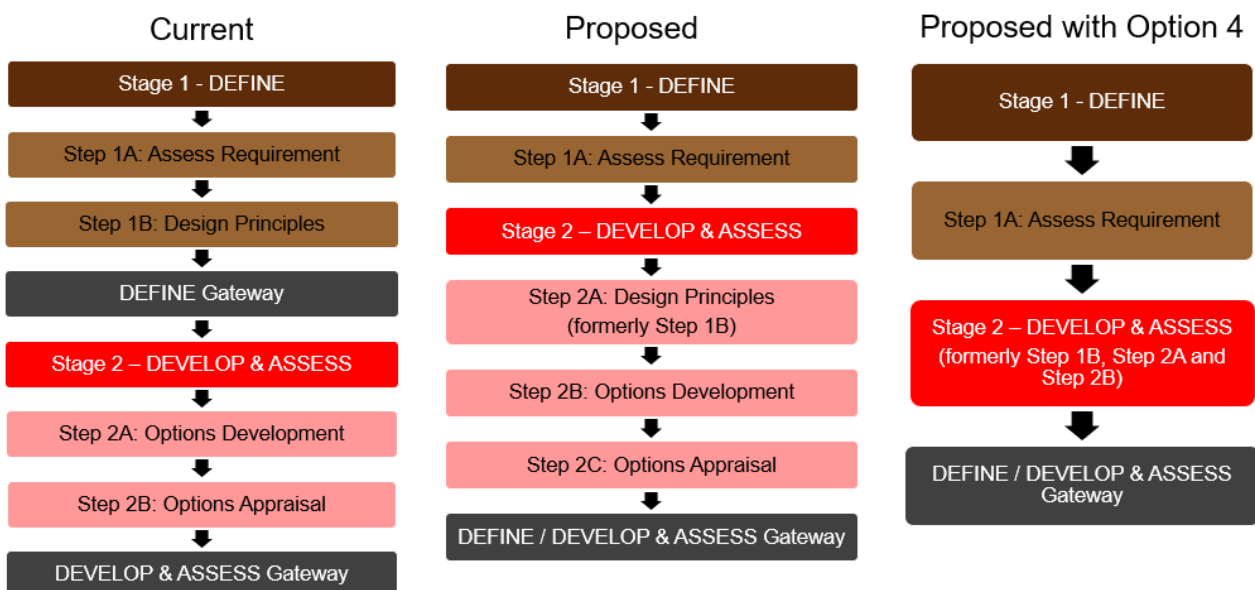 Current
Stage 1 - DEFINE
Step 1A: Assess Requirement
Step 1B: Design Principles
DEFINE Gateway
Stage 2 – DEVELOP & ASSESS
Step 2A: Options Development
Step 2B: Options Appraisal
DEVELOP & ASSESS Gateway
Proposed
Stage 1 - DEFINE
Step 1A: Assess Requirement
Stage 2 – DEVELOP & ASSESS
Step 2A: Design Principles
(formerly Step 1B)
Step 2B: Options Development
Step 2C: Options Appraisal
DEFINE / DEVELOP & ASSESS Gateway
Proposed with Option 4
Stage 1 - DEFINE
Step 1A: Assess Requirement
Stage 2 – DEVELOP & ASSESS
(formerly Step 1B, Step 2A and
Step 2B)
DEFINE / DEVELOP & ASSESS
Gateway